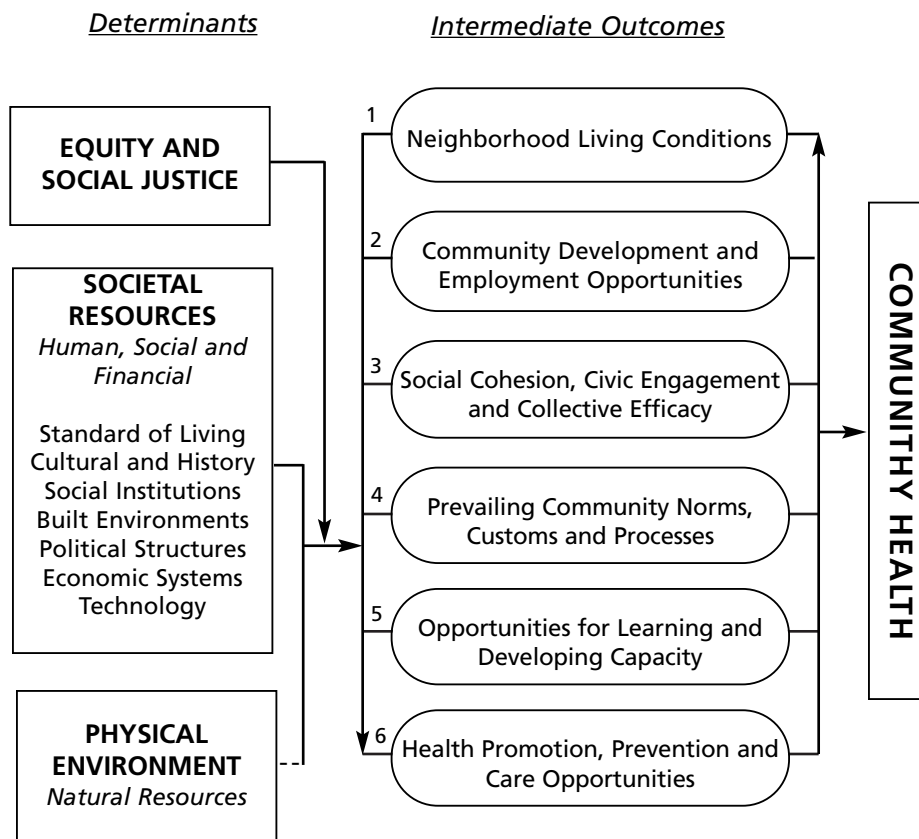 Determinants
Intermediate Outcomes
EQUITY AND
SOCIAL JUSTICE
SOCIETAL
RESOURCES
Human, Social and
Financial
Standard of Living
Cultural and History
Social Institutions
Built Environments
Political Structures
Economic Systems
Technology
PHYSICAL
ENVIRONMENT
Natural Resources
1
Neighborhood Living Conditions
2
Community Development and
Employment Opportunities
3
Social Cohesion, Civic Engagement
and Collective Efficacy
4
Prevailing Community Norms,
Customs and Processes
5
Opportunities for Learning and
Developing Capacity
6
Health Promotion, Prevention and
Care Opportunities
COMMUNITHY HEALTH